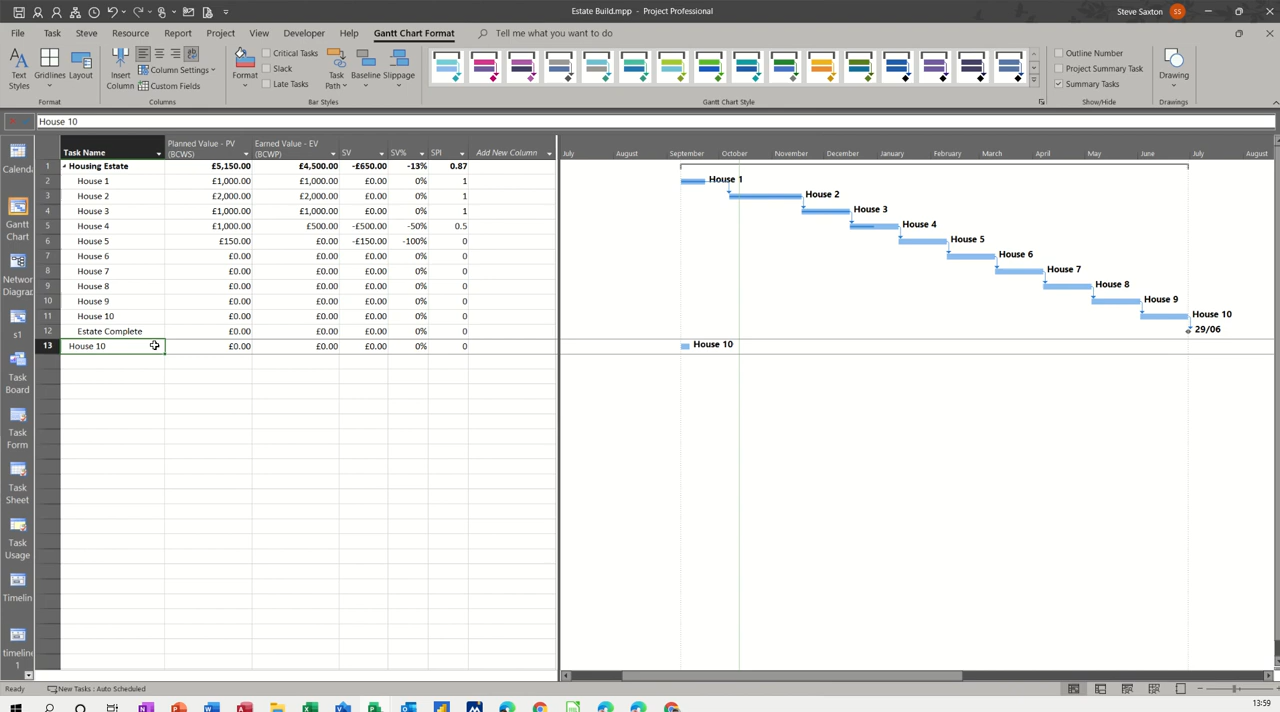 Estate Build.mpp - Project Professional
Steve Saxton SS
File Task Steve Resource Report Project View Developer Help Gantt Chart Format Tell me what you want to do
Text Styles
Gridlines
Layout
Format
Insert Column
Column Settings
Custom Fields
Columns
Format
Critical Tasks
Slack
Late Tasks
Task Path
Baseline
Slippage
Bar Styles
Gantt Chart Style
Outline Number
Project Summary Task
Summary Tasks
Show/Hide
Drawing
Drawings
House 10
Task Name Planned Value - PV (BCWS) Earned Value - EV (BCWP) SV SV% SPI Add New Column
1 Housing Estate £5,150.00 £4,500.00 -£650.00 -13% 0.87
2 House 1 £1,000.00 £1,000.00 £0.00 0% 1
3 House 2 £2,000.00 £2,000.00 £0.00 0% 1
4 House 3 £1,000.00 £1,000.00 £0.00 0% 1
5 House 4 £1,000.00 £500.00 -£500.00 -50% 0.5
6 House 5 £150.00 £0.00 -£150.00 -100% 0
7 House 6 £0.00 £0.00 £0.00 0% 0
8 House 7 £0.00 £0.00 £0.00 0% 0
9 House 8 £0.00 £0.00 £0.00 0% 0
10 House 9 £0.00 £0.00 £0.00 0% 0
11 House 10 £0.00 £0.00 £0.00 0% 0
12 Estate Complete £0.00 £0.00 £0.00 0% 0
13 House 10 £0.00 £0.00 £0.00 0% 0
July August September October November December January February March April May June July August
House 1
House 2
House 3
House 4
House 5
House 6
House 7
House 8
House 9
House 10
29/06
House 10
Calenda
Gantt Chart
Networ Diagra
s1
Task Board
Task Form
Task Sheet
Task Usage
Timelin
timeline 1
Ready New Tasks : Auto Scheduled
13:59